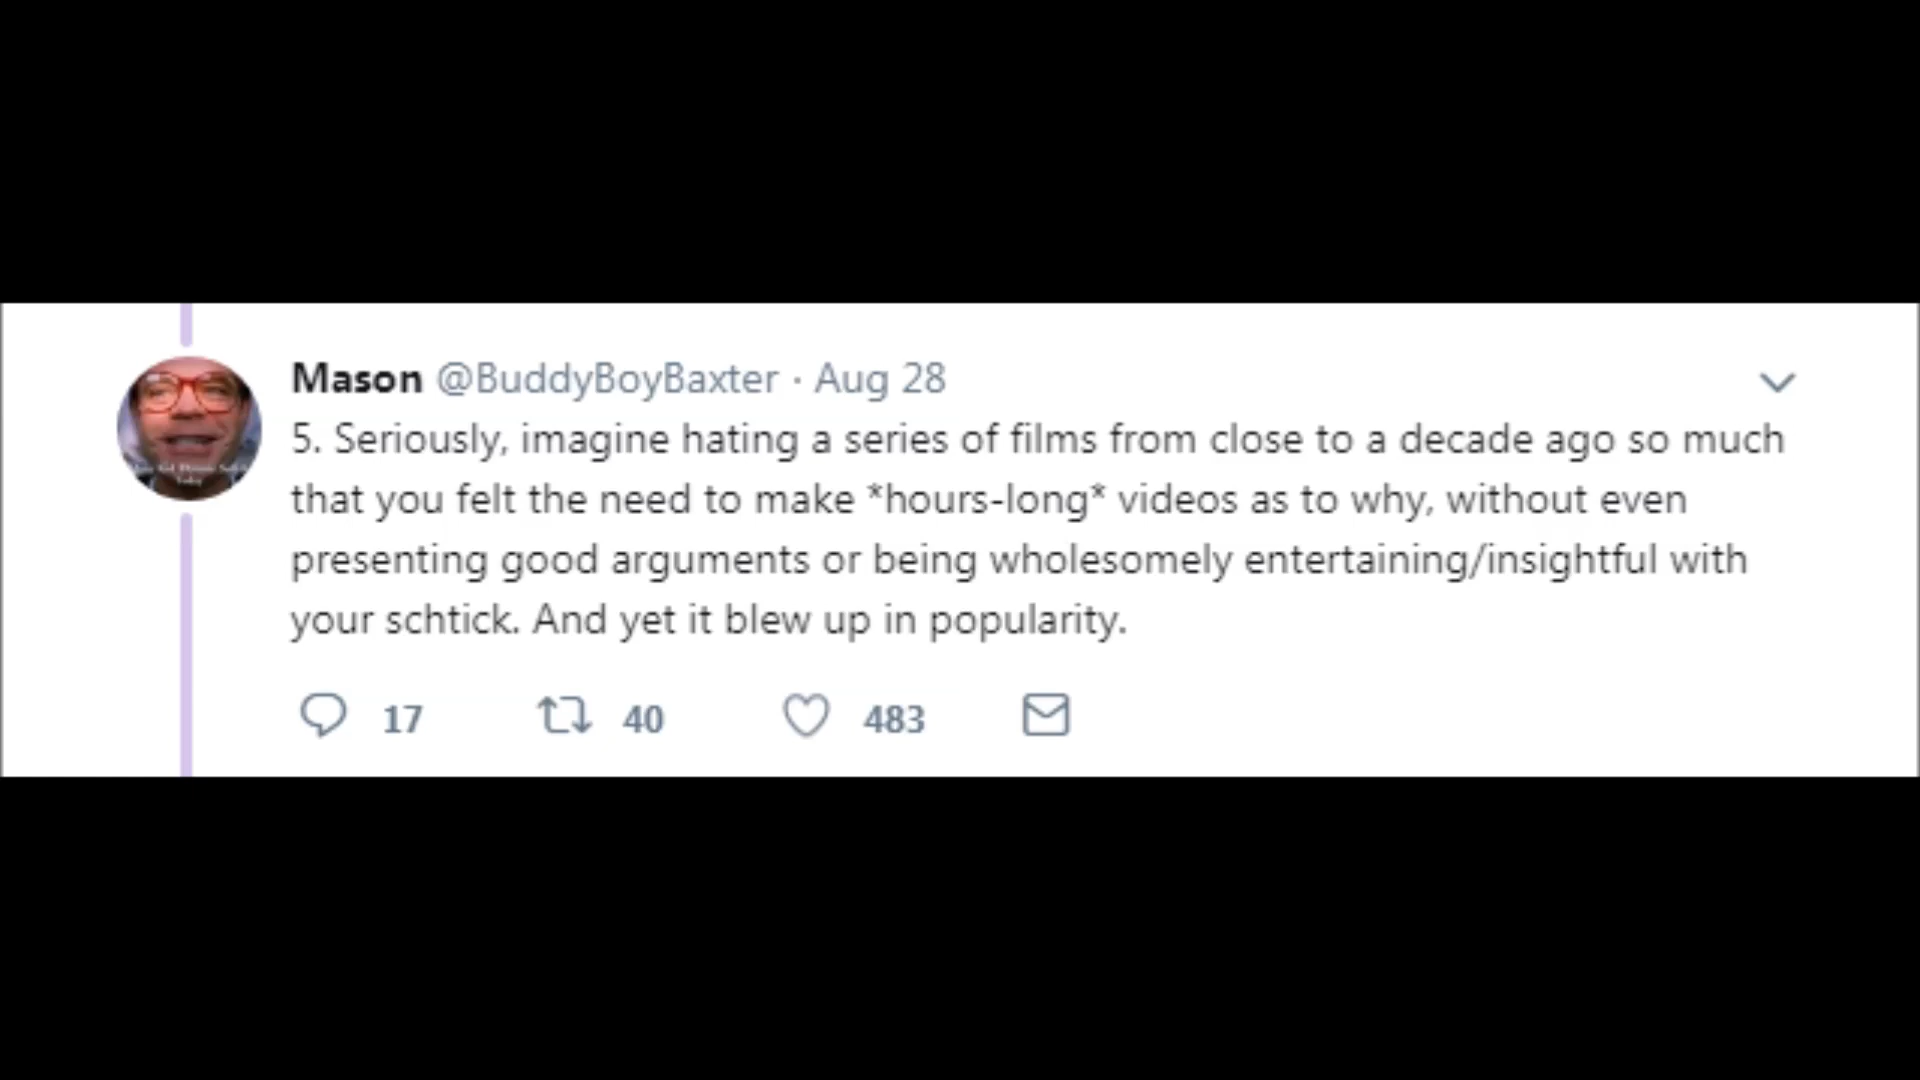 Mason @BuddyBoyBaxter · Aug 28
5. Seriously, imagine hating a series of films from close to a decade ago so much
that you felt the need to make *hours-long* videos as to why, without even
presenting good arguments or being wholesomely entertaining/insightful with
your schtick. And yet it blew up in popularity.
17 40 483